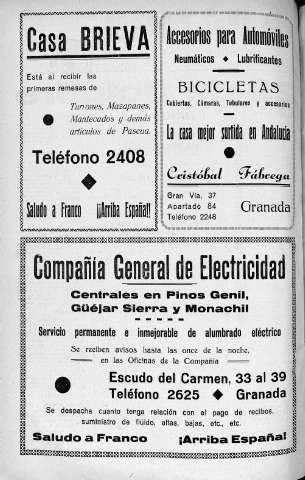 Casa BRIEVA
Está al recibir las
primeras remesas de
Turrones, Mazapanes,
Mantecados y demás
artículos de Pascua.
Teléfono 2408
Saludo a Franco ¡¡Arriba España!!
Accesorios para Automóviles
Neumáticos • Lubrificantes
BICICLETAS
Cubiertas, Cámaras, Tubulares y accesorios
La casa mejor surtida en Andalucía
Cristóbal Fábrega
Gran Vía, 37
Apartado 84
Teléfono 2248
Granada
Compañía General de Electricidad
Centrales en Pinos Genil,
Güéjar Sierra y Monachil
Servicio permanente e inmejorable de alumbrado eléctrico
Se reciben avisos hasta las once de la noche,
en las Oficinas de la Compañía
Escudo del Carmen, 33 al 39
Teléfono 2625 ◆ Granada
Se despacha cuanto tenga relación con el pago de recibos,
suministro de flúido, altas, bajas, etc., etc.
Saludo a Franco ¡Arriba España!